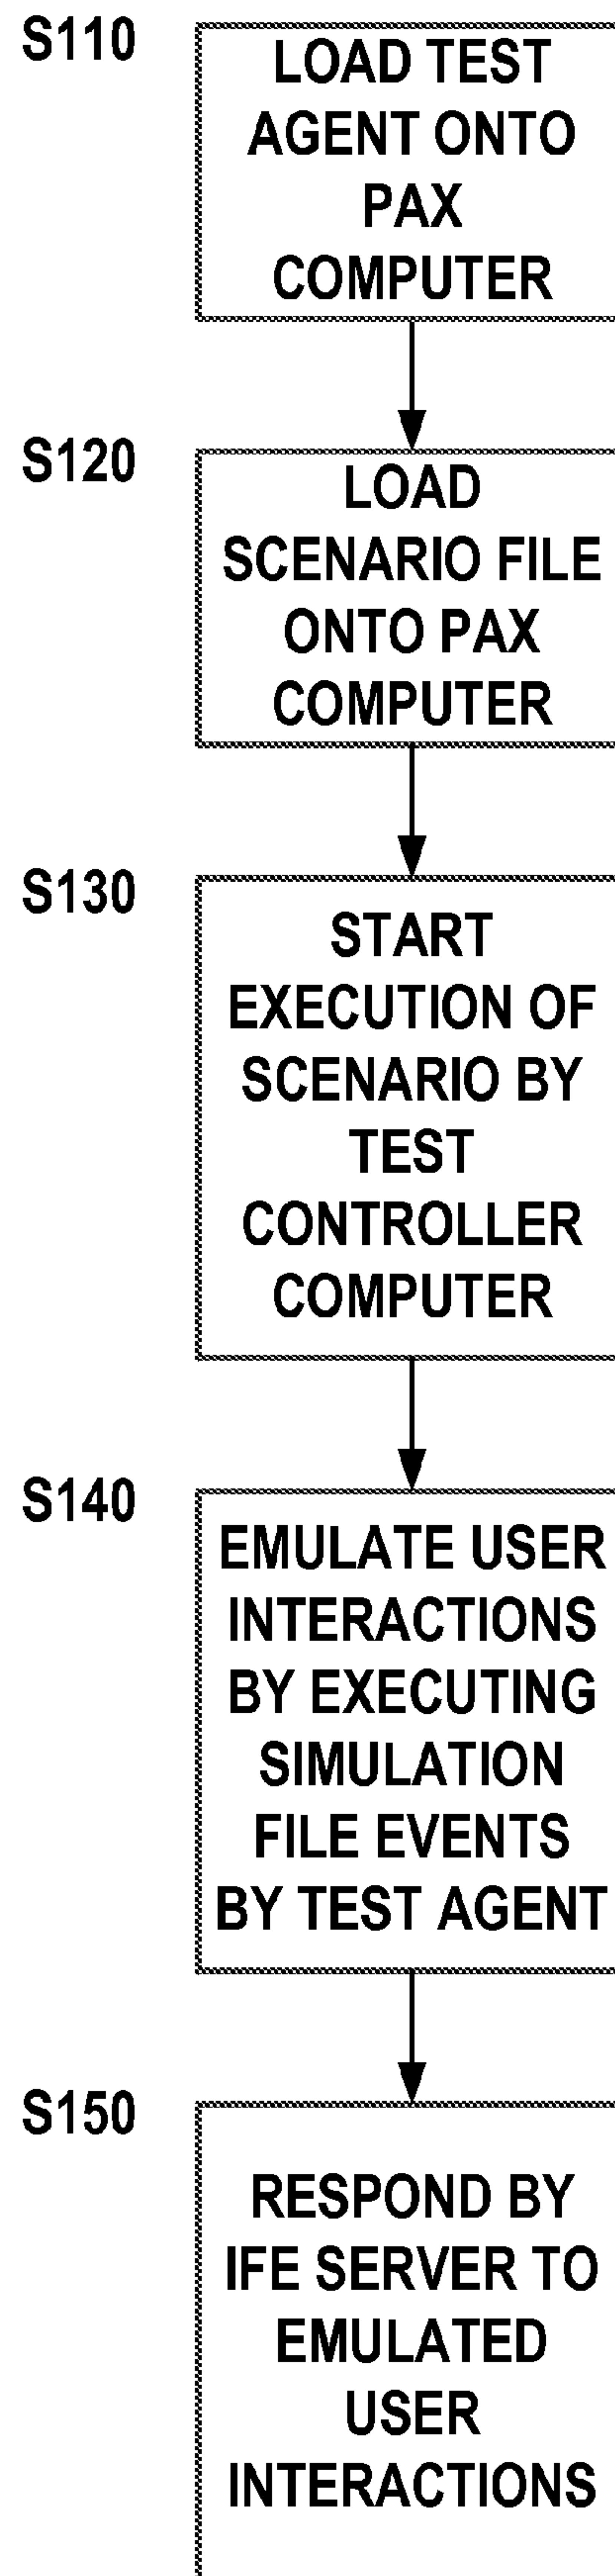 S110
LOAD TEST
AGENT ONTO
PAX
COMPUTER
S120
LOAD
SCENARIO FILE
ONTO PAX
COMPUTER
S130
START
EXECUTION OF
SCENARIO BY
TEST
CONTROLLER
COMPUTER
S140
EMULATE USER
INTERACTIONS
BY EXECUTING
SIMULATION
FILE EVENTS
BY TEST AGENT
S150
RESPOND BY
IFE SERVER TO
EMULATED
USER
INTERACTIONS